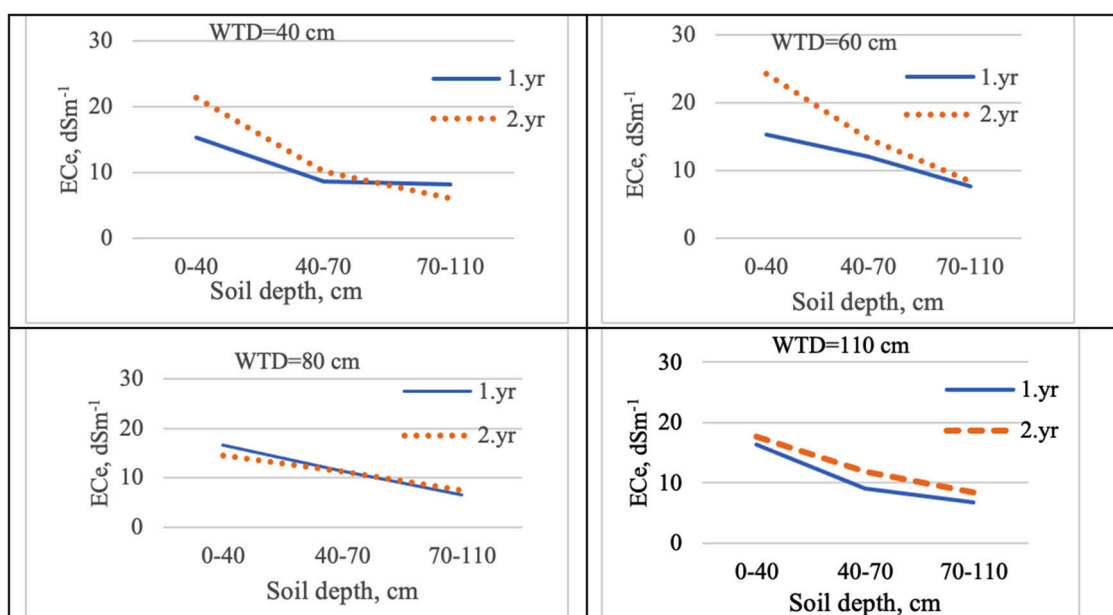 WTD=40 cm
30
20
10
0
ECe, dSm⁻¹
1.yr
2.yr
0-40 40-70 70-110
Soil depth, cm
WTD=60 cm
30
20
10
0
ECe, dSm⁻¹
1.yr
2.yr
0-40 40-70 70-110
Soil depth, cm
WTD=80 cm
30
20
10
0
ECe, dSm⁻¹
1.yr
2.yr
0-40 40-70 70-110
Soil depth, cm
WTD=110 cm
30
20
10
0
ECe, dSm⁻¹
1.yr
2.yr
0-40 40-70 70-110
Soil depth, cm